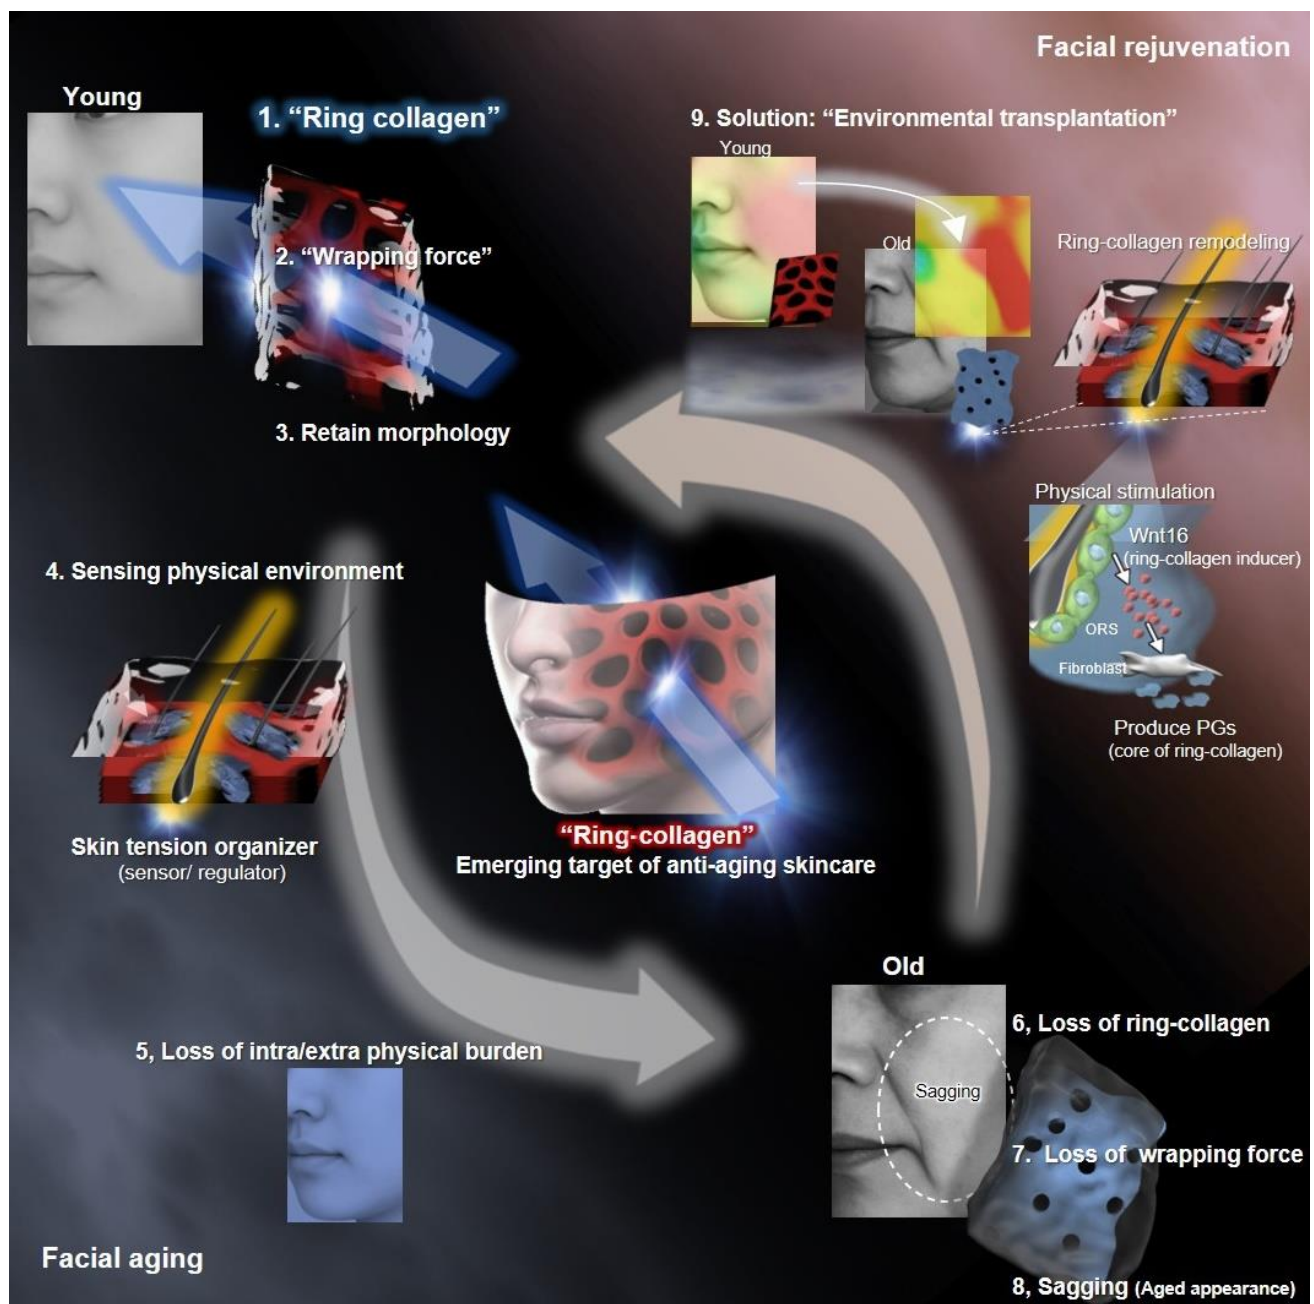 Facial rejuvenation
Young
1. “Ring collagen”
2. “Wrapping force”
3. Retain morphology
9. Solution: “Environmental transplantation”
Young
Old
Ring-collagen remodeling
Physical stimulation
Wnt16
(ring-collagen inducer)
ORS
Fibroblast
Produce PGs
(core of ring-collagen)
4. Sensing physical environment
Skin tension organizer
(sensor/ regulator)
“Ring-collagen”
Emerging target of anti-aging skincare
5, Loss of intra/extra physical burden
Old
Sagging
6, Loss of ring-collagen
7. Loss of wrapping force
8, Sagging (Aged appearance)
Facial aging